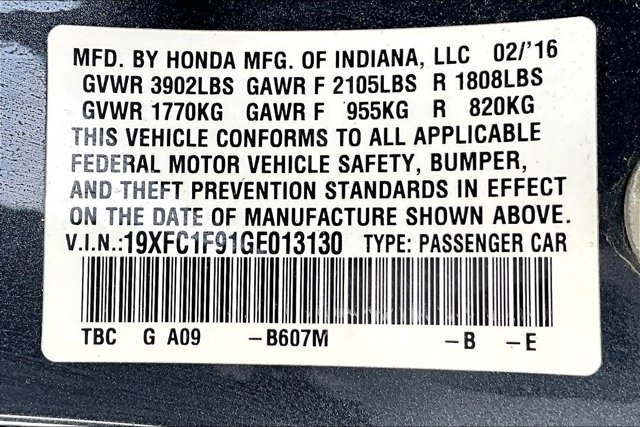 MFD. BY HONDA MFG. OF INDIANA, LLC 02/'16
GVWR 3902LBS GAWR F 2105LBS R 1808LBS
GVWR 1770KG GAWR F 955KG R 820KG
THIS VEHICLE CONFORMS TO ALL APPLICABLE
FEDERAL MOTOR VEHICLE SAFETY, BUMPER,
AND THEFT PREVENTION STANDARDS IN EFFECT
ON THE DATE OF MANUFACTURE SHOWN ABOVE.
V.I.N.:19XFC1F91GE013130 TYPE: PASSENGER CAR
TBC G A09 -B607M -B -E